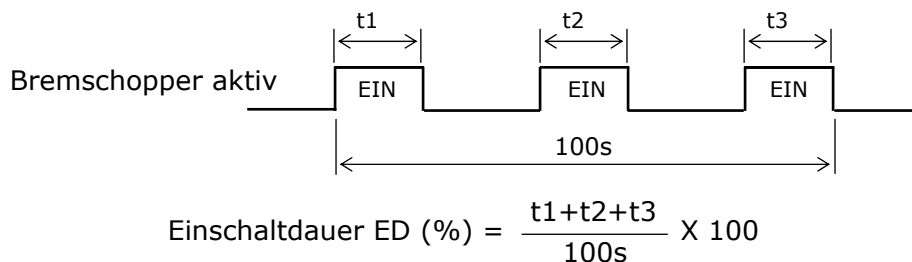 t1 t2 t3
Bremschopper aktiv EIN EIN EIN
100s
Einschaltdauer ED (%) = t1+t2+t3 / 100s X 100